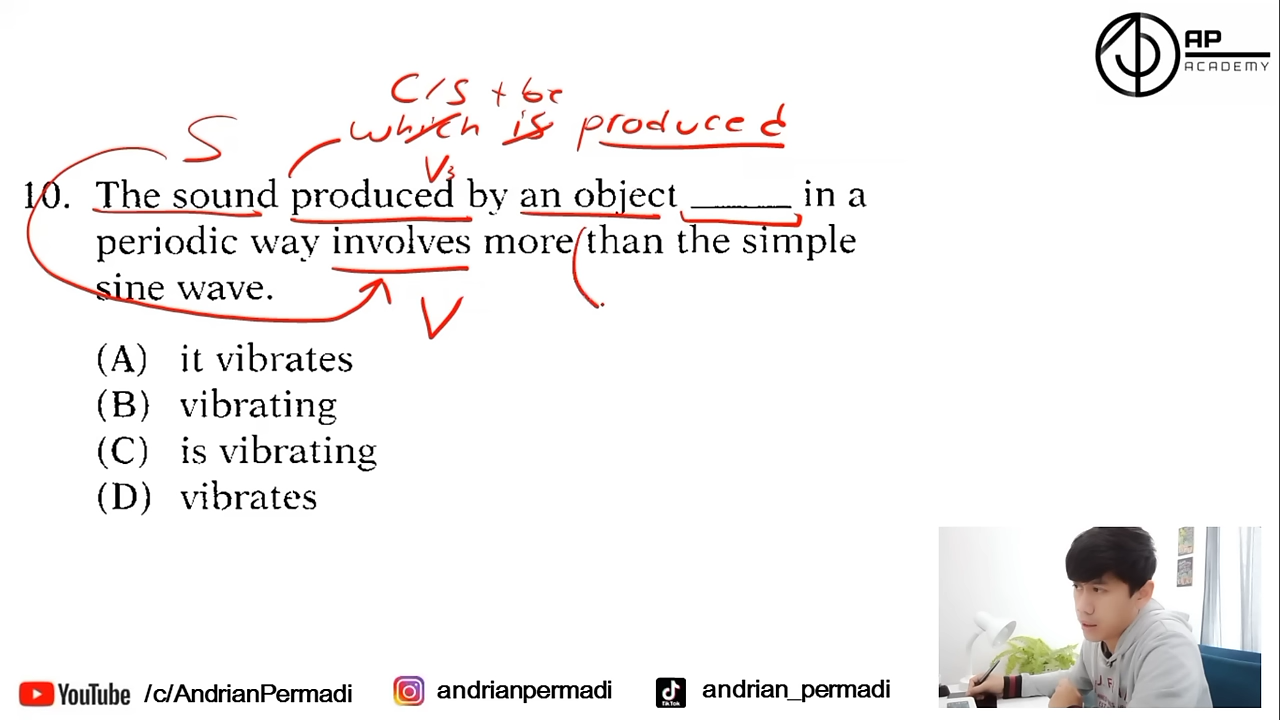 AP
ACADEMY
C/S + be
which is produced
S
V3
10. The sound produced by an object ______ in a
periodic way involves more than the simple
sine wave.
V
(A) it vibrates
(B) vibrating
(C) is vibrating
(D) vibrates
YouTube /c/AndrianPermadi andrianpermadi TikTok andrian_permadi